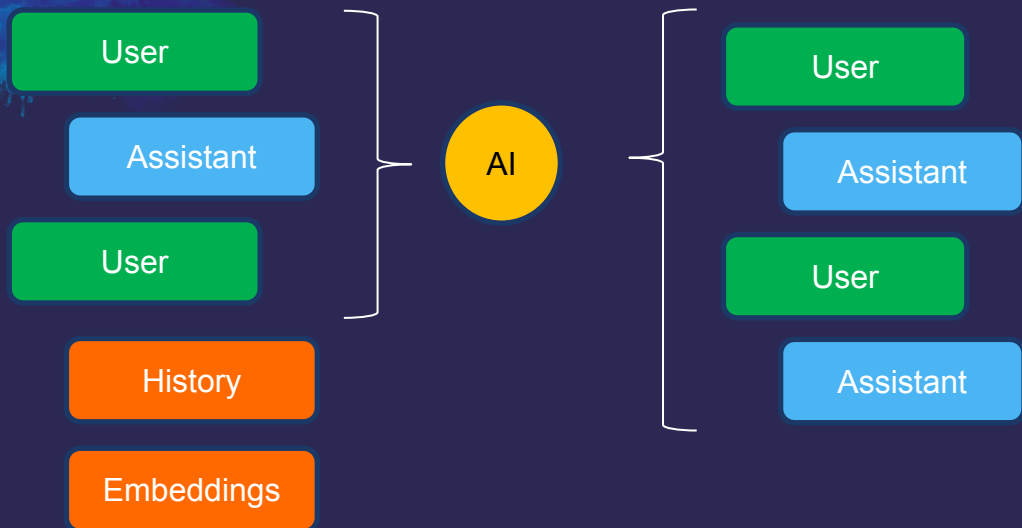 User
Assistant
User
History
Embeddings
AI
User
Assistant
User
Assistant